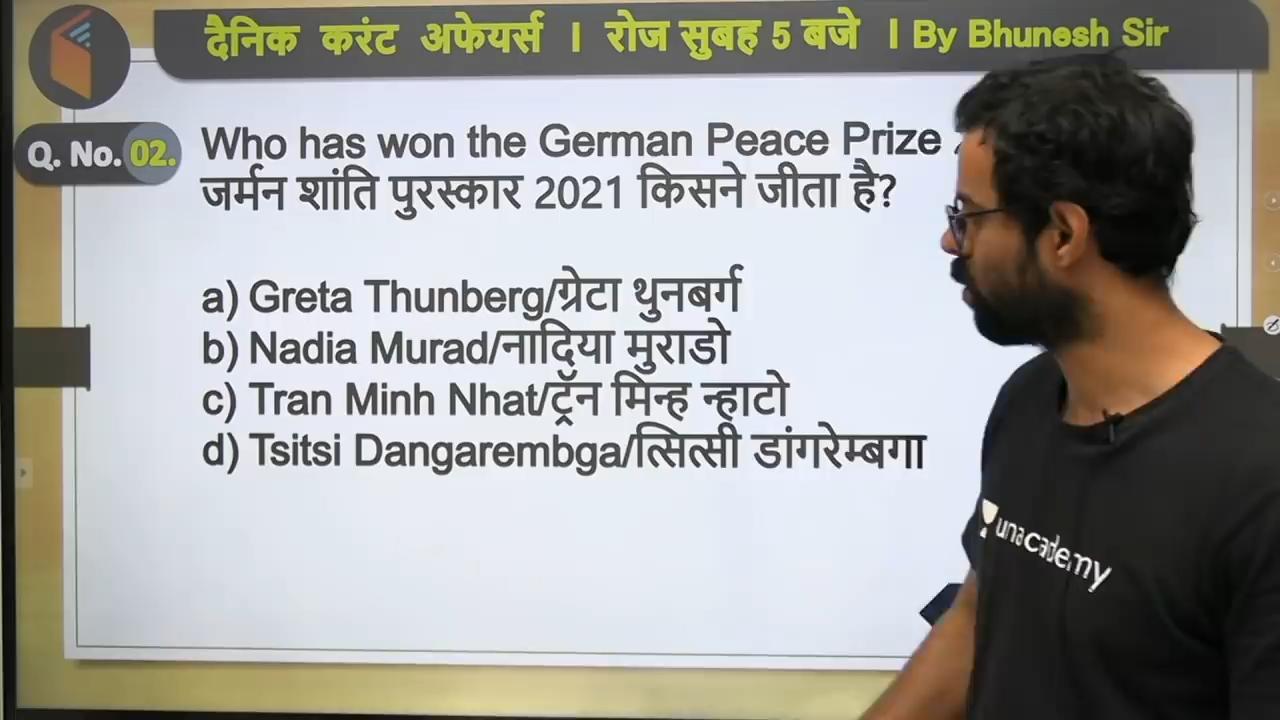 दैनिक करंट अफेयर्स । रोज सुबह 5 बजे । By Bhunesh Sir
Q. No. 02.
Who has won the German Peace Prize
जर्मन शांति पुरस्कार 2021 किसने जीता है?
a) Greta Thunberg/ग्रेटा थुनबर्ग
b) Nadia Murad/नादिया मुराडो
c) Tran Minh Nhat/ट्रॅन मिन्ह न्हाटो
d) Tsitsi Dangarembga/त्सित्सी डांगरेम्बगा
unacademy